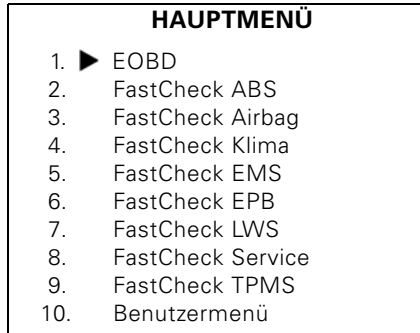 HAUPTMENÜ
1. ▶ EOBD
2. FastCheck ABS
3. FastCheck Airbag
4. FastCheck Klima
5. FastCheck EMS
6. FastCheck EPB
7. FastCheck LWS
8. FastCheck Service
9. FastCheck TPMS
10. Benutzermenü